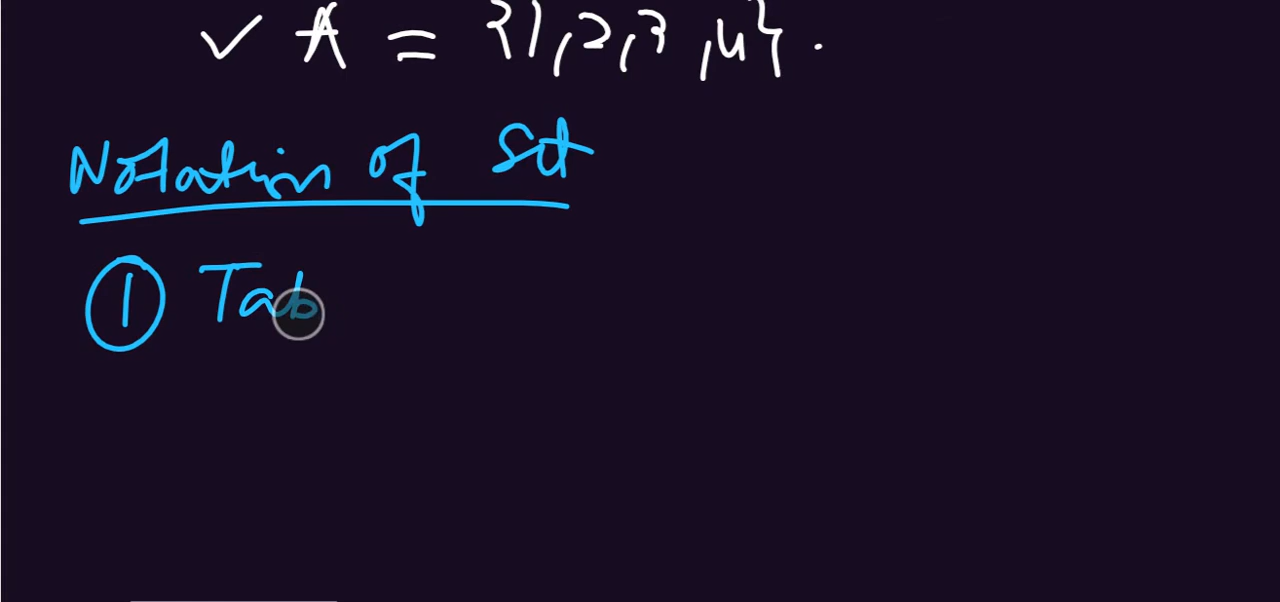 ✓ A = {1,2,3,4}.
Notation of Set
① Tab